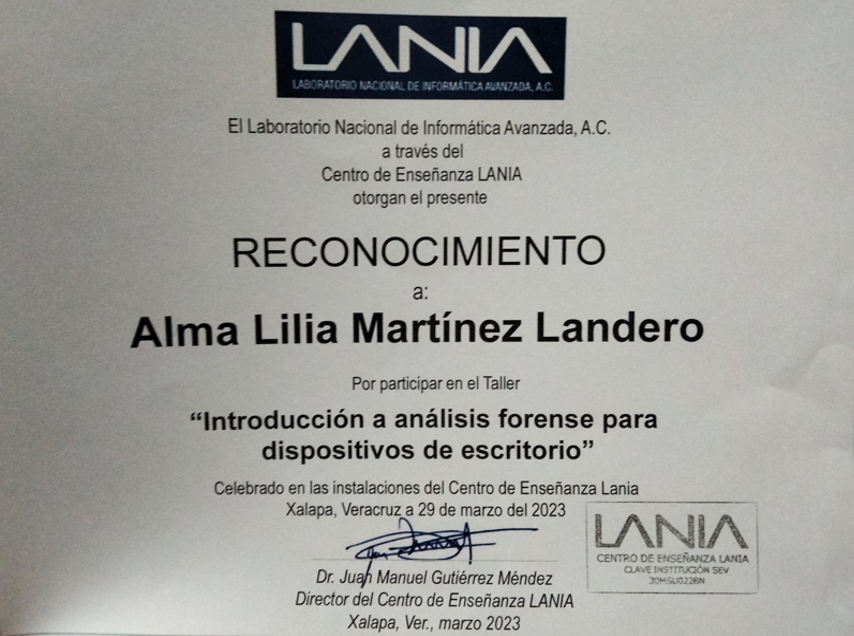 LANIA
LABORATORIO NACIONAL DE INFORMÁTICA AVANZADA, A.C.
El Laboratorio Nacional de Informática Avanzada, A.C.
a través del
Centro de Enseñanza LANIA
otorgan el presente
RECONOCIMIENTO
a:
Alma Lilia Martínez Landero
Por participar en el Taller
“Introducción a análisis forense para
dispositivos de escritorio”
Celebrado en las instalaciones del Centro de Enseñanza Lania
Xalapa, Veracruz a 29 de marzo del 2023
Dr. Juan Manuel Gutiérrez Méndez
Director del Centro de Enseñanza LANIA
Xalapa, Ver., marzo 2023
LANIA
CENTRO DE ENSEÑANZA LANIA
CLAVE INSTITUCIÓN SEV
30MSU0228N